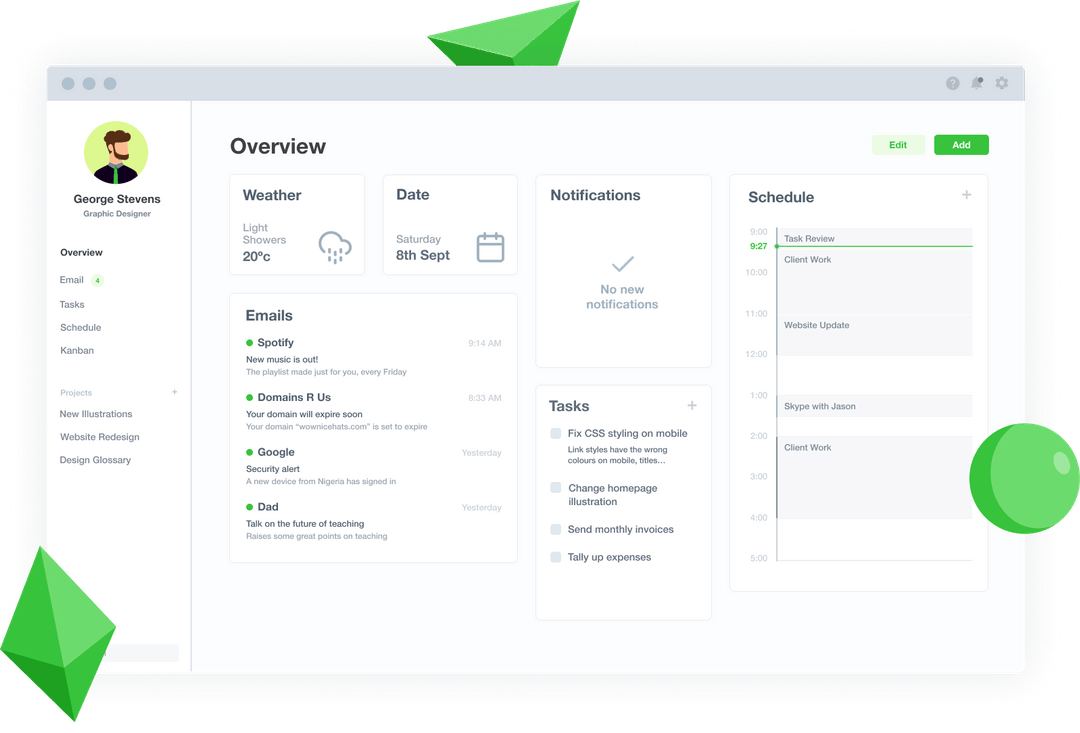 George Stevens
Graphic Designer
Overview
Email 4
Tasks
Schedule
Kanban
Projects +
New Illustrations
Website Redesign
Design Glossary
?
Overview
Edit
Add
Weather
Light
Showers
20ºc
Date
Saturday
8th Sept
Emails
Spotify 9:14 AM
New music is out!
The playlist made just for you, every Friday
Domains R Us 8:33 AM
Your domain will expire soon
Your domain “wownicehats.com” is set to expire
Google Yesterday
Security alert
A new device from Nigeria has signed in
Dad Yesterday
Talk on the future of teaching
Raises some great points on teaching
Notifications
No new
notifications
Tasks +
Fix CSS styling on mobile
Link styles have the wrong
colours on mobile, titles...
Change homepage
illustration
Send monthly invoices
Tally up expenses
Schedule +
9:00 Task Review
9:27
Client Work
10:00
11:00
Website Update
12:00
1:00
Skype with Jason
2:00
Client Work
3:00
4:00
5:00